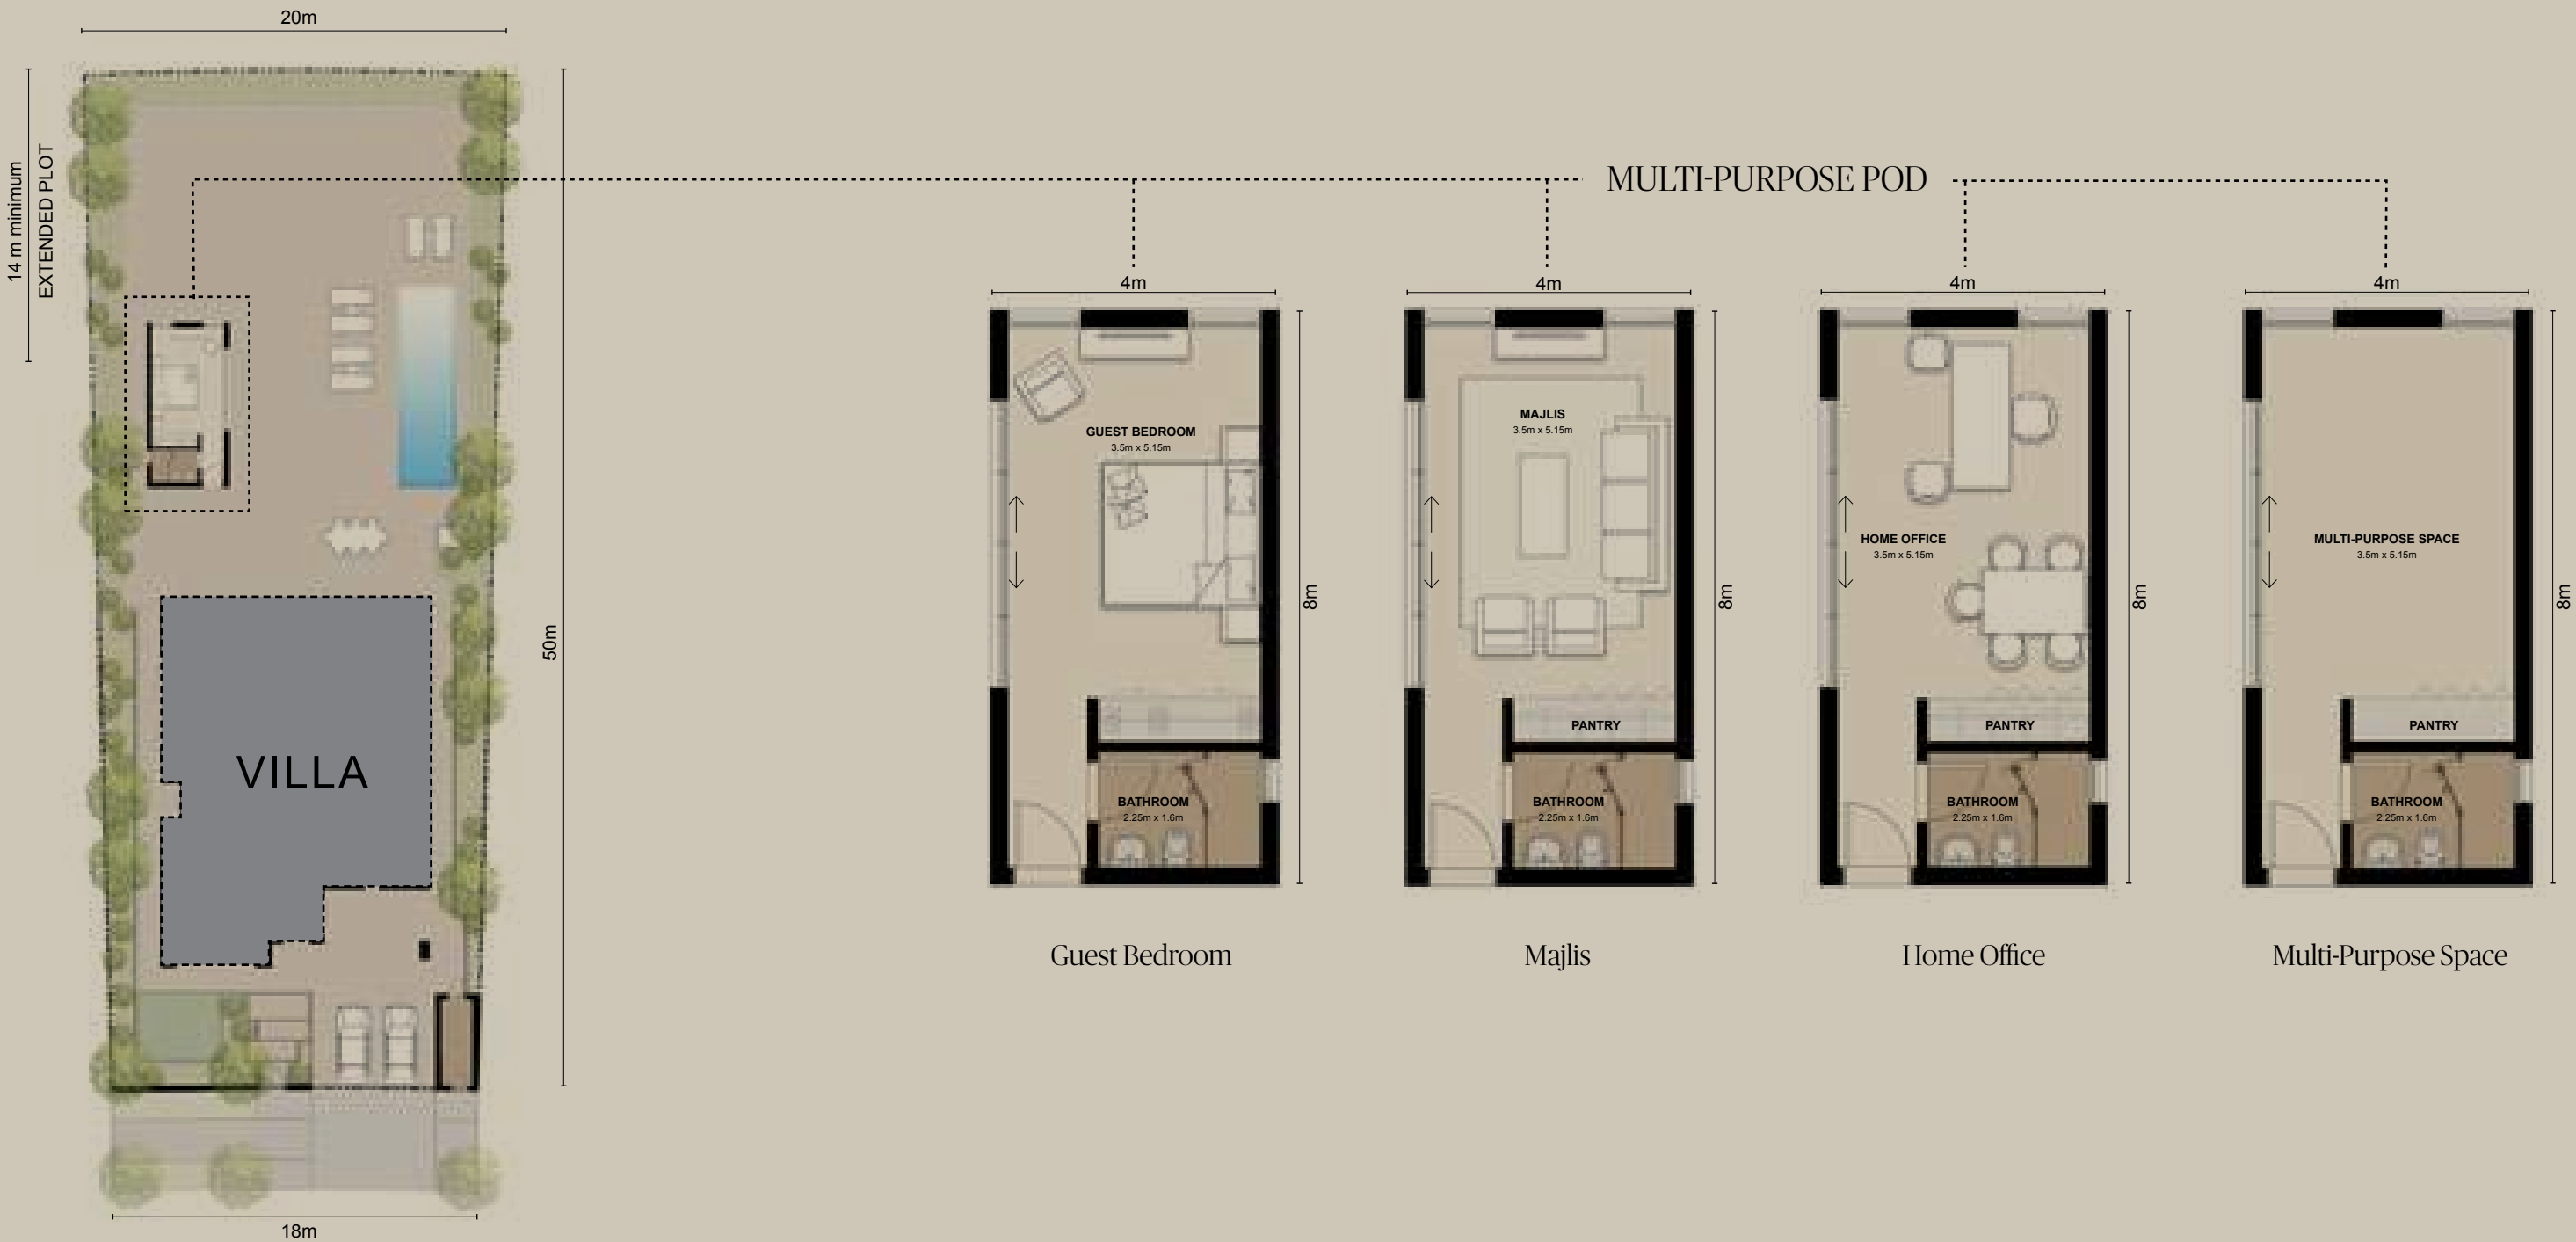 20m
14 m minimum
EXTENDED PLOT
50m
VILLA
18m
MULTI-PURPOSE POD
4m
GUEST BEDROOM
3.5m x 5.15m
8m
BATHROOM
2.25m x 1.6m
Guest Bedroom
4m
MAJLIS
3.5m x 5.15m
8m
PANTRY
BATHROOM
2.25m x 1.6m
Majlis
4m
HOME OFFICE
3.5m x 5.15m
8m
PANTRY
BATHROOM
2.25m x 1.6m
Home Office
4m
MULTI-PURPOSE SPACE
3.5m x 5.15m
8m
PANTRY
BATHROOM
2.25m x 1.6m
Multi-Purpose Space